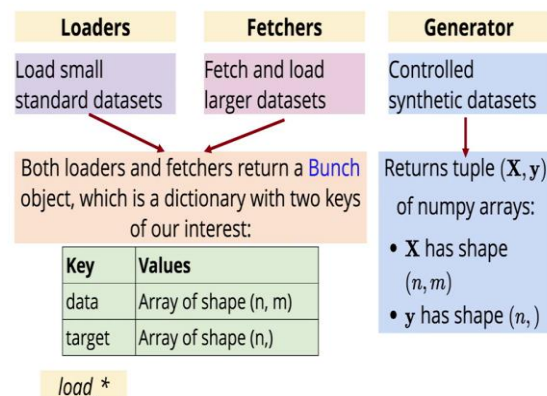 Loaders
Load small
standard datasets
Fetchers
Fetch and load
larger datasets
Generator
Controlled
synthetic datasets
Both loaders and fetchers return a Bunch
object, which is a dictionary with two keys
of our interest:
Key Values
data Array of shape (n, m)
target Array of shape (n,)
Returns tuple (X, y)
of numpy arrays:
• X has shape
(n, m)
• y has shape (n, )
load *